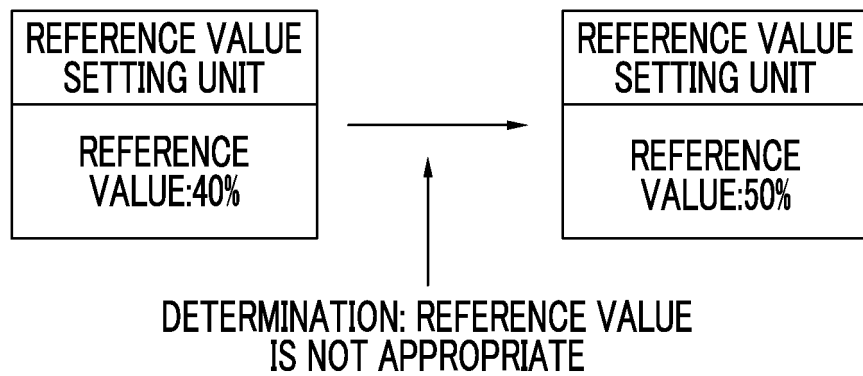 REFERENCE VALUE
SETTING UNIT
REFERENCE
VALUE:40%
REFERENCE VALUE
SETTING UNIT
REFERENCE
VALUE:50%
DETERMINATION: REFERENCE VALUE
IS NOT APPROPRIATE